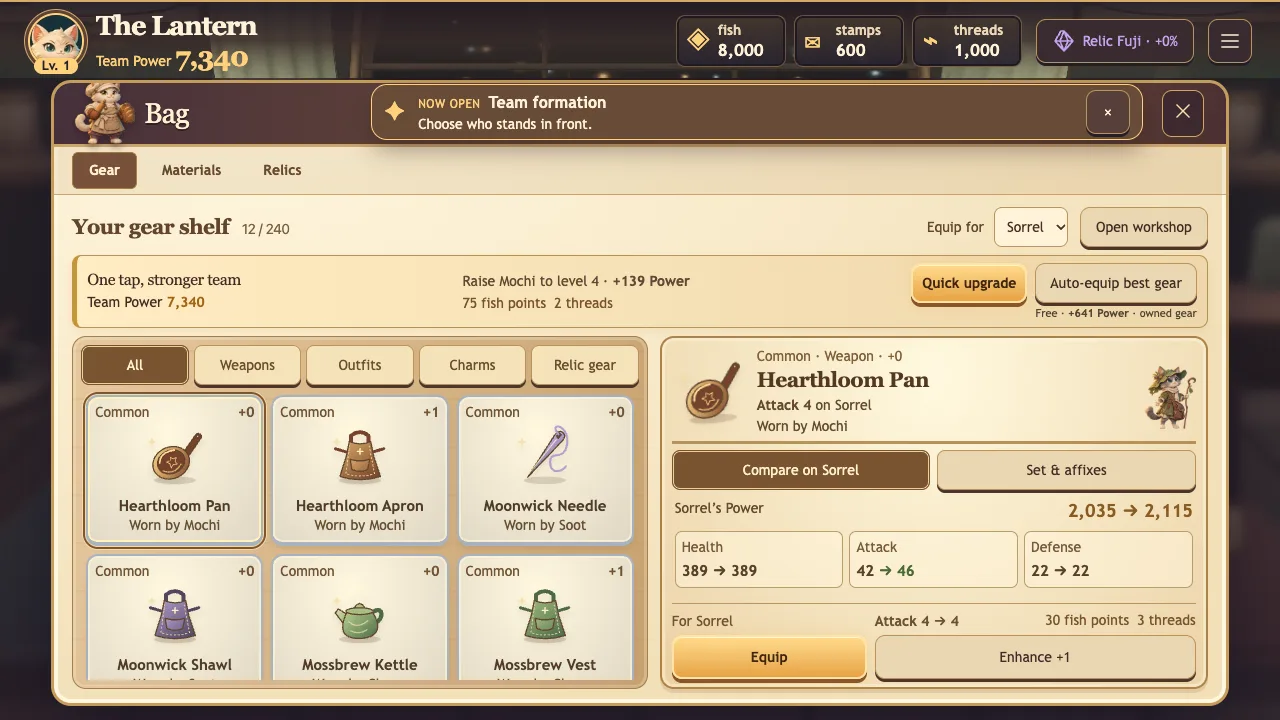 The Lantern
Team Power 7,340
Lv. 1
fish
8,000
stamps
600
threads
1,000
Relic Fuji · +0%
Bag
NOW OPEN Team formation
Choose who stands in front.
×
Gear
Materials
Relics
Your gear shelf 12 / 240
Equip for
Sorrel
Open workshop
One tap, stronger team
Team Power 7,340
Raise Mochi to level 4 · +139 Power
75 fish points 2 threads
Quick upgrade
Auto-equip best gear
Free · +641 Power · owned gear
All
Weapons
Outfits
Charms
Relic gear
Common +0
Hearthloom Pan
Worn by Mochi
Common +1
Hearthloom Apron
Worn by Mochi
Common +0
Moonwick Needle
Worn by Soot
Common +0
Moonwick Shawl
Common +0
Mossbrew Kettle
Common +1
Mossbrew Vest
Common · Weapon · +0
Hearthloom Pan
Attack 4 on Sorrel
Worn by Mochi
Compare on Sorrel
Set & affixes
Sorrel's Power
2,035 → 2,115
Health
389 → 389
Attack
42 → 46
Defense
22 → 22
For Sorrel
Equip
Attack 4 → 4
30 fish points 3 threads
Enhance +1